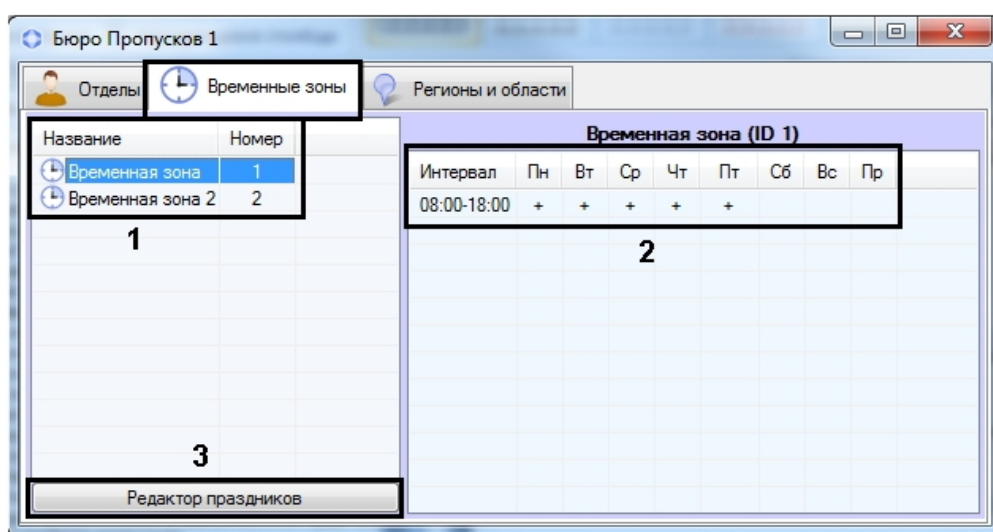 Бюро Пропусков 1
Отделы Временные зоны Регионы и области
Название Номер
Временная зона 1
Временная зона 2 2
1
3
Редактор праздников
Временная зона (ID 1)
Интервал Пн Вт Ср Чт Пт Сб Вс Пр
08:00-18:00 + + + + +
2